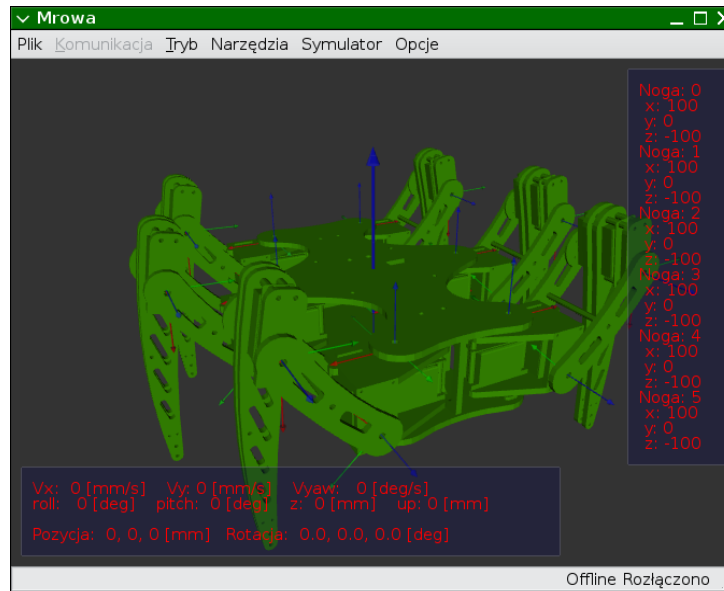 Mrowa
Plik Komunikacja Tryb Narzędzia Symulator Opcje
Noga: 0
x: 100
y: 0
z: -100
Noga: 1
x: 100
y: 0
z: -100
Noga: 2
x: 100
y: 0
z: -100
Noga: 3
x: 100
y: 0
z: -100
Noga: 4
x: 100
y: 0
z: -100
Noga: 5
x: 100
y: 0
z: -100
Vx: 0 [mm/s] Vy: 0 [mm/s] Vyaw: 0 [deg/s]
roll: 0 [deg] pitch: 0 [deg] z: 0 [mm] up: 0 [mm]
Pozycja: 0, 0, 0 [mm] Rotacja: 0.0, 0.0, 0.0 [deg]
Offline Rozłączono